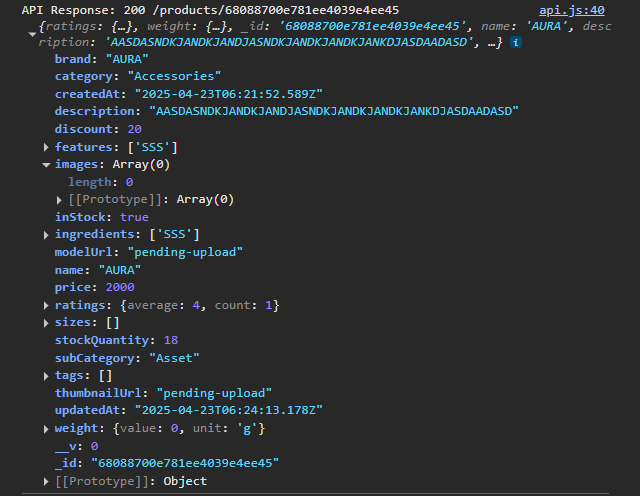 API Response: 200 /products/68088700e781ee4039e4ee45 api.js:40
{ratings: {…}, weight: {…}, _id: '68088700e781ee4039e4ee45', name: 'AURA', desc
ription: 'AASDASNDKJANDKJANDJASNDKJANDKJANDKJANKDJASDAADASD', …} i
brand: "AURA"
category: "Accessories"
createdAt: "2025-04-23T06:21:52.589Z"
description: "AASDASNDKJANDKJANDJASNDKJANDKJANDKJANKDJASDAADASD"
discount: 20
features: ['SSS']
images: Array(0)
length: 0
[[Prototype]]: Array(0)
inStock: true
ingredients: ['SSS']
modelUrl: "pending-upload"
name: "AURA"
price: 2000
ratings: {average: 4, count: 1}
sizes: []
stockQuantity: 18
subCategory: "Asset"
tags: []
thumbnailUrl: "pending-upload"
updatedAt: "2025-04-23T06:24:13.178Z"
weight: {value: 0, unit: 'g'}
__v: 0
_id: "68088700e781ee4039e4ee45"
[[Prototype]]: Object